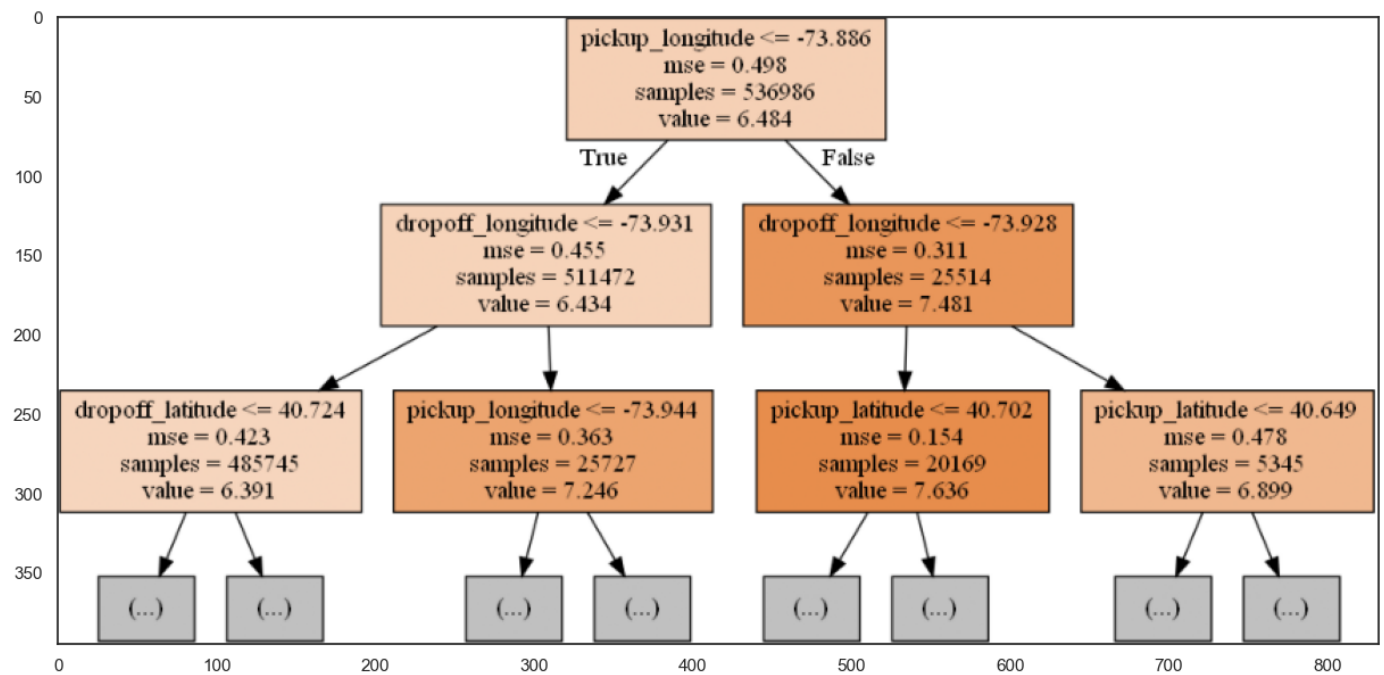 0
50
100
150
200
250
300
350
pickup_longitude <= -73.886
mse = 0.498
samples = 536986
value = 6.484
True
False
dropoff_longitude <= -73.931
mse = 0.455
samples = 511472
value = 6.434
dropoff_longitude <= -73.928
mse = 0.311
samples = 25514
value = 7.481
dropoff_latitude <= 40.724
mse = 0.423
samples = 485745
value = 6.391
pickup_longitude <= -73.944
mse = 0.363
samples = 25727
value = 7.246
pickup_latitude <= 40.702
mse = 0.154
samples = 20169
value = 7.636
pickup_latitude <= 40.649
mse = 0.478
samples = 5345
value = 6.899
(...)
(...)
(...)
(...)
(...)
(...)
(...)
(...)
0
100
200
300
400
500
600
700
800